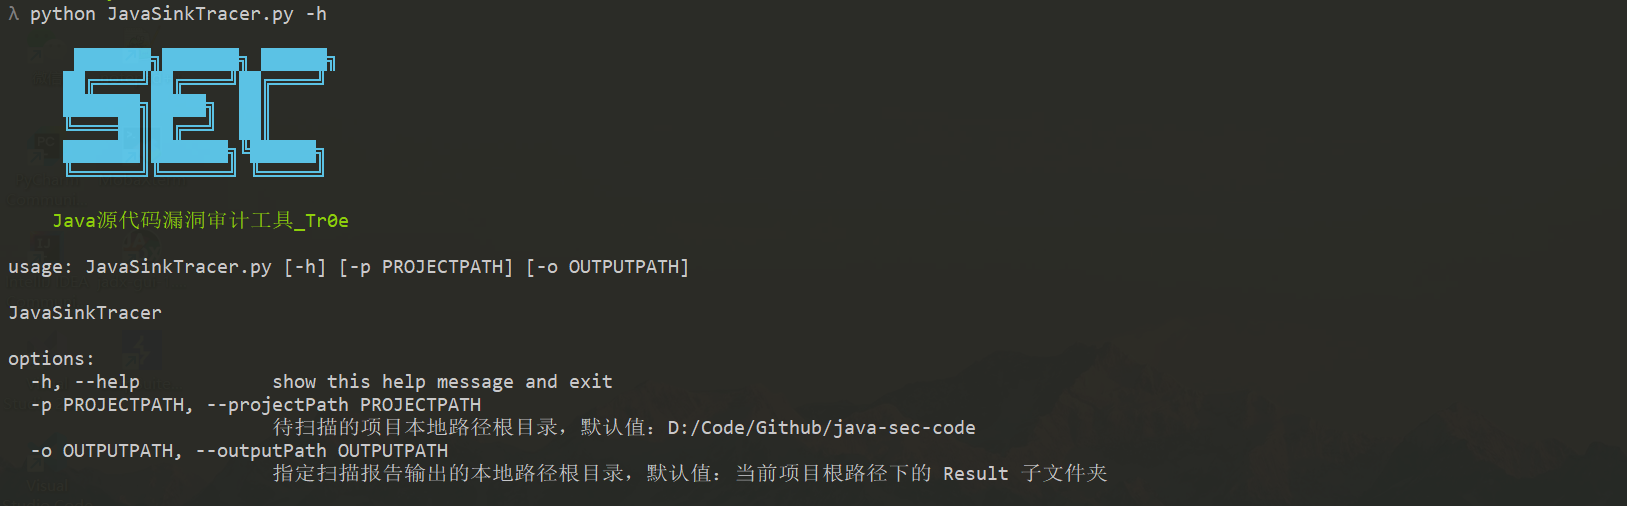 λ python JavaSinkTracer.py -h
SEC
Java源代码漏洞审计工具_Tr0e
usage: JavaSinkTracer.py [-h] [-p PROJECTPATH] [-o OUTPUTPATH]
JavaSinkTracer
options:
-h, --help show this help message and exit
-p PROJECTPATH, --projectPath PROJECTPATH
待扫描的项目本地路径根目录，默认值：D:/Code/Github/java-sec-code
-o OUTPUTPATH, --outputPath OUTPUTPATH
指定扫描报告输出的本地路径根目录，默认值：当前项目根路径下的 Result 子文件夹